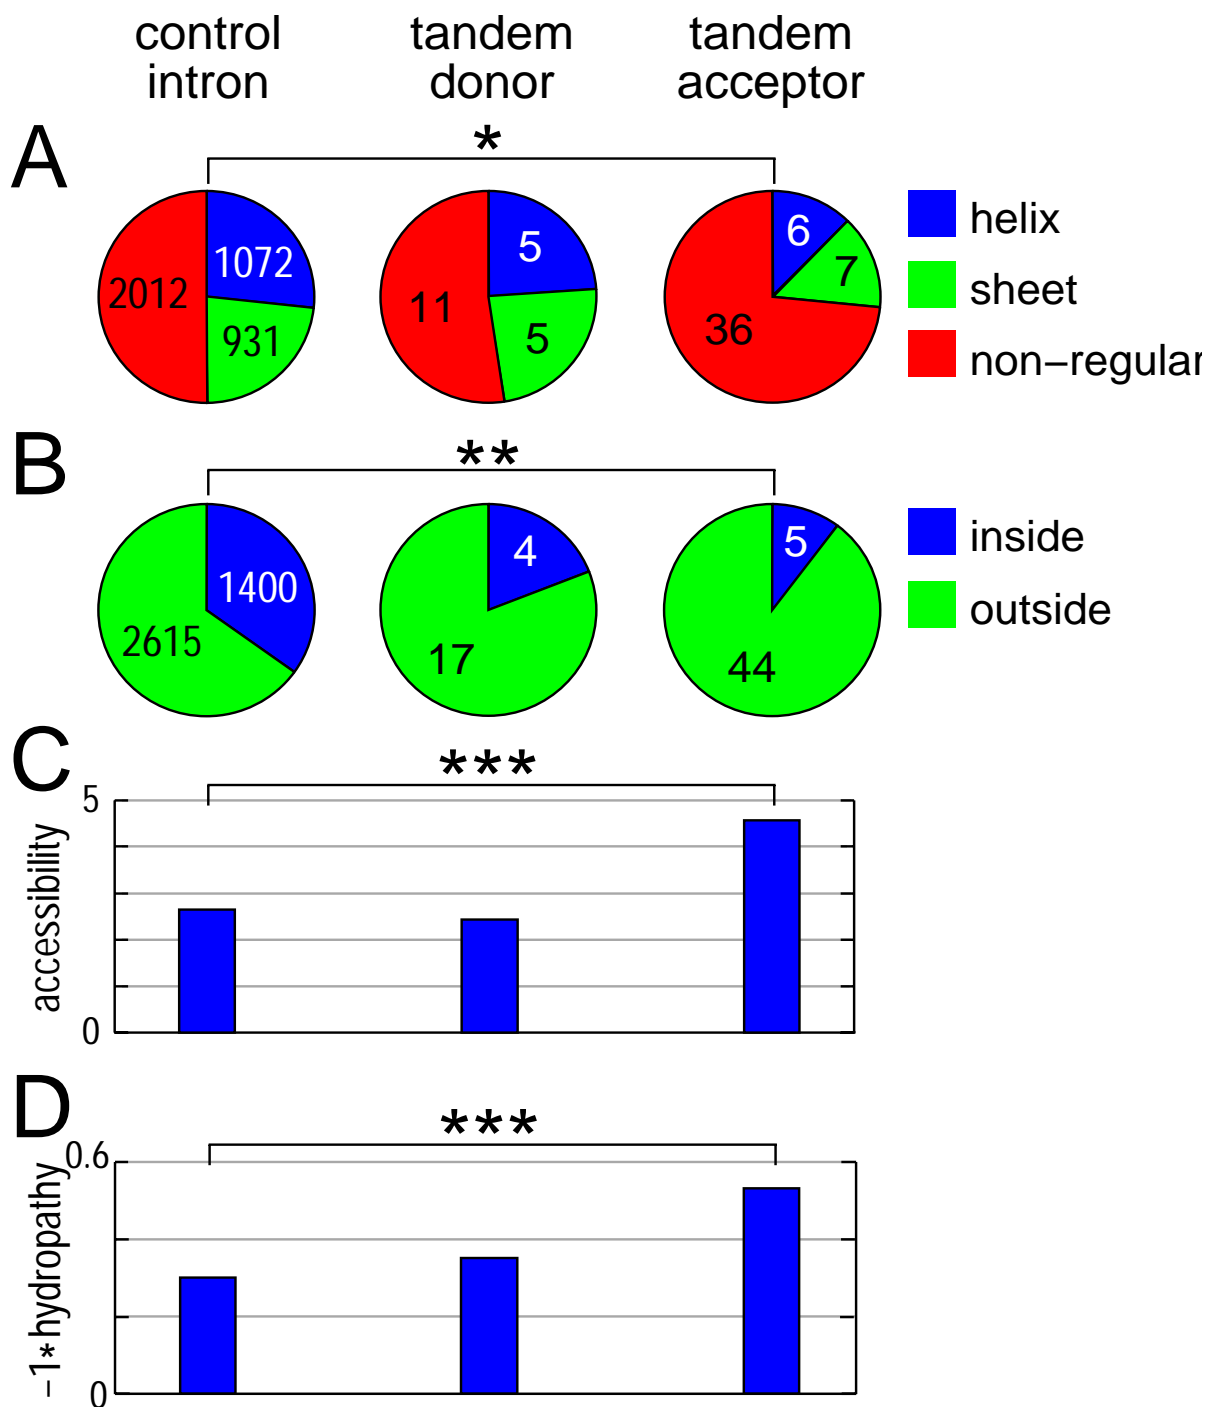 control tandem tandem
intron donor acceptor
A
*
1072
2012
931
5
11
5
6
7
36
helix
sheet
non−regular
B
**
1400
2615
4
17
5
44
inside
outside
C
***
5
accessibility
0
D
***
0.6
−1*hydropathy
0